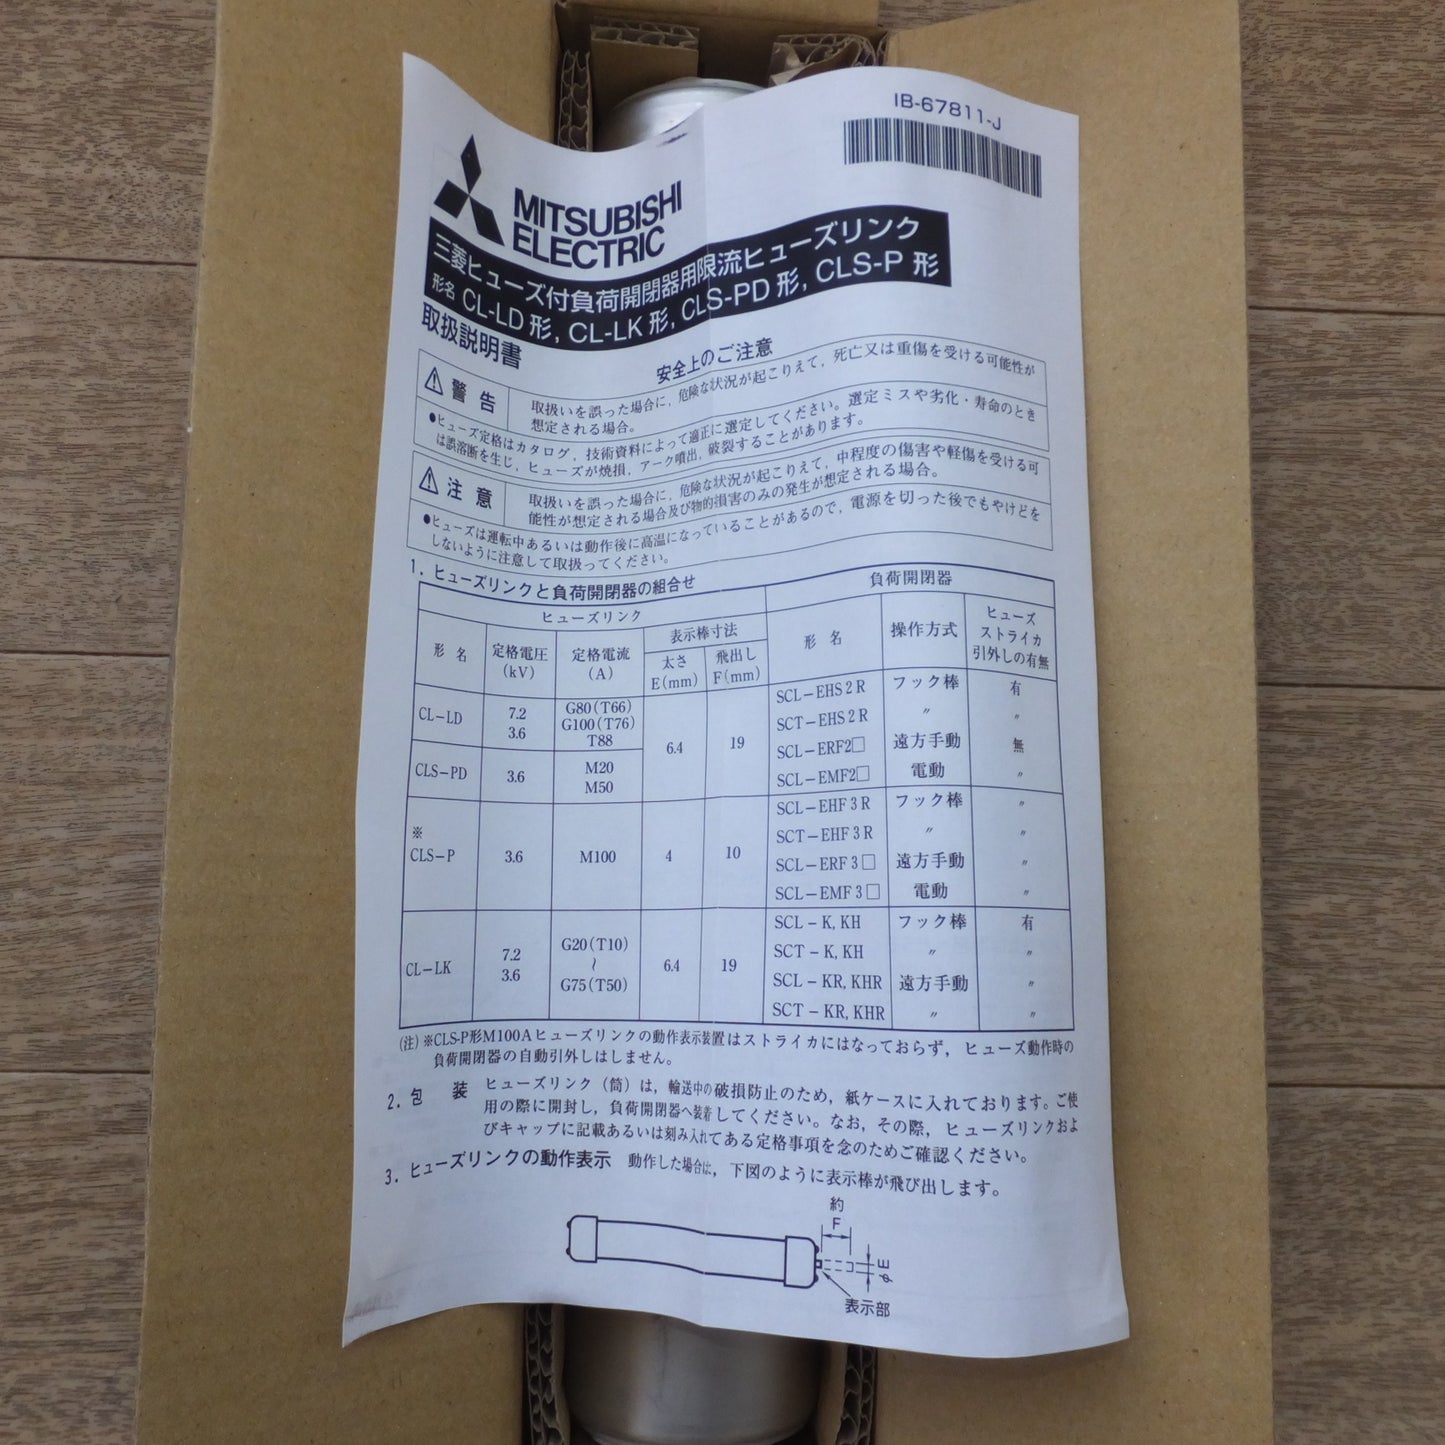 IB-67811-J
MITSUBISHI
ELECTRIC
三菱ヒューズ付負荷開閉器用限流ヒューズリンク
形名 CL-LD 形, CL-LK 形, CLS-PD 形, CLS-P 形
取扱説明書
安全上のご注意
⚠ 警告
取扱いを誤った場合に, 危険な状況が起こりえて, 死亡又は重傷を受ける可能性が
想定される場合。
●ヒューズ定格はカタログ, 技術資料によって適正に選定してください。選定ミスや劣化・寿命のとき
は誤溶断を生じ, ヒューズが焼損, アーク噴出, 破裂することがあります。
⚠ 注意
取扱いを誤った場合に, 危険な状況が起こりえて, 中程度の傷害や軽傷を受ける可
能性が想定される場合及び物的損害のみの発生が想定される場合。
●ヒューズは運転中あるいは動作後に高温になっていることがあるので, 電源を切った後でもやけどを
しないように注意して取扱ってください。
1. ヒューズリンクと負荷開閉器の組合せ
ヒューズリンク
負荷開閉器
形 名
定格電圧
(kV)
定格電流
(A)
表示棒寸法
太さ
E(mm)
飛出し
F(mm)
形 名
操作方式
ヒューズ
ストライカ
引外しの有無
CL-LD
7.2
3.6
G80(T66)
G100(T76)
T88
6.4
19
CLS-PD
3.6
M20
M50
SCL-EHS2R フック棒 有
SCT-EHS2R 〃 〃
SCL-ERF2□ 遠方手動 無
SCL-EMF2□ 電動 〃
※
CLS-P
3.6
M100
4
10
SCL-EHF3R フック棒 〃
SCT-EHF3R 〃 〃
SCL-ERF3□ 遠方手動 〃
SCL-EMF3□ 電動 〃
CL-LK
7.2
3.6
G20(T10)
~
G75(T50)
6.4
19
SCL-K, KH フック棒 有
SCT-K, KH 〃 〃
SCL-KR, KHR 遠方手動 〃
SCT-KR, KHR 〃 〃
(注) ※CLS-P形M100Aヒューズリンクの動作表示装置はストライカにはなっておらず, ヒューズ動作時の
負荷開閉器の自動引外しはしません。
2. 包 装 ヒューズリンク (筒) は, 輸送中の破損防止のため, 紙ケースに入れております。ご使
用の際に開封し, 負荷開閉器へ装着してください。なお, その際, ヒューズリンクおよ
びキャップに記載あるいは刻み入れてある定格事項を念のためご確認ください。
3. ヒューズリンクの動作表示 動作した場合は, 下図のように表示棒が飛び出します。
約
F
φE
表示部